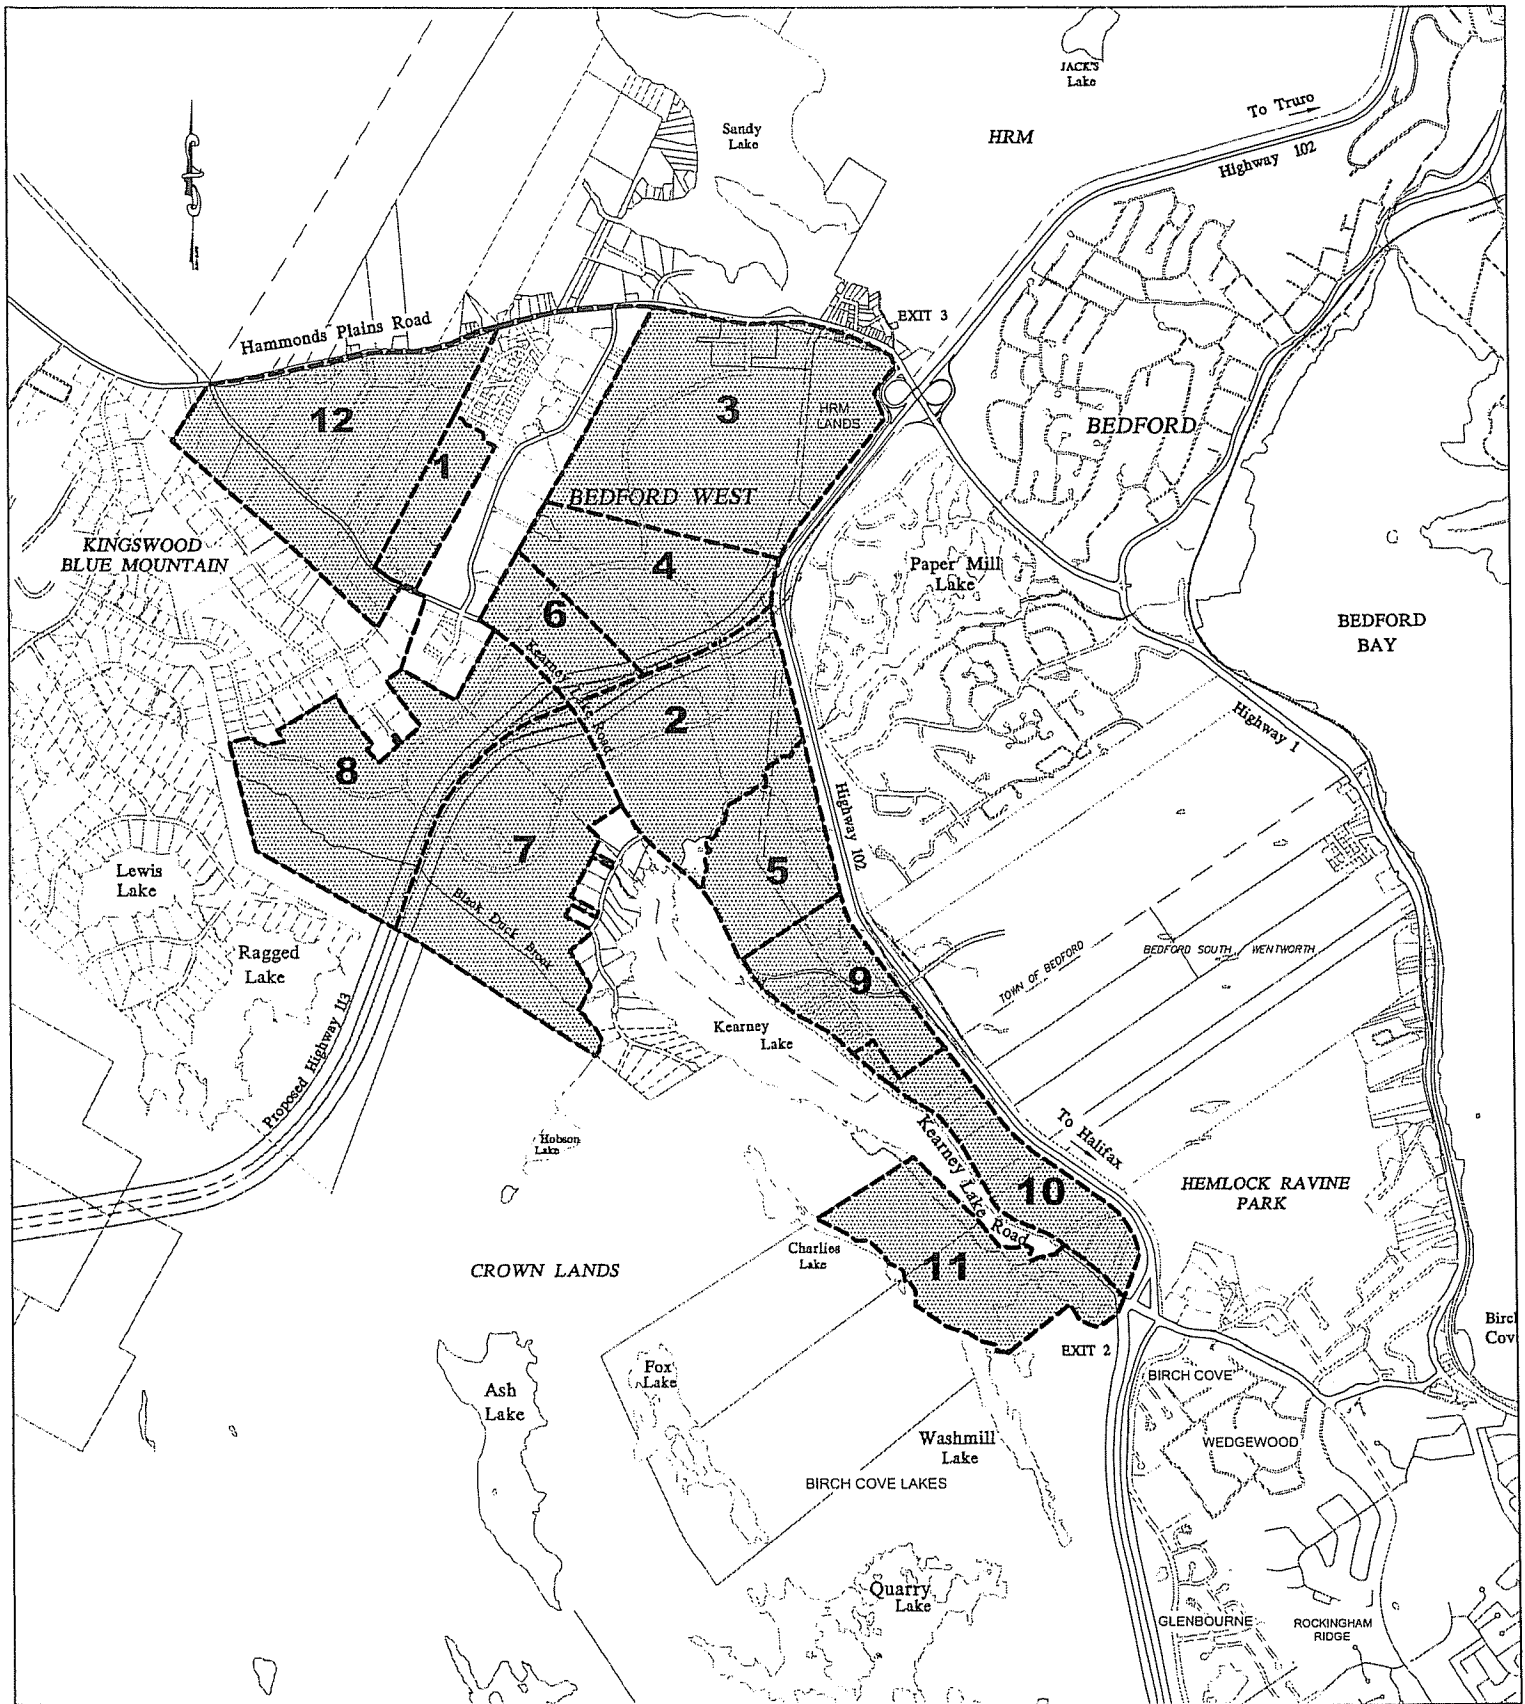 JACK'S
Lake
To Truro
Sandy
Lake
HRM
Highway 102
EXIT 3
Hammonds Plains Road
12
3
HRM
LANDS
BEDFORD
1
BEDFORD WEST
KINGSWOOD
BLUE MOUNTAIN
4
Paper Mill
Lake
6
BEDFORD
BAY
Kearney
Road
2
Highway 1
8
Highway 102
7
5
Lewis
Lake
Black Duck Brook
Ragged
Lake
TOWN OF BEDFORD
BEDFORD SOUTH
WENTWORTH
9
Kearney
Lake
Proposed Highway 113
Hobson
Lake
To Halifax
Kearney Lake Road
10
HEMLOCK RAVINE
PARK
Charlies
Lake
11
CROWN LANDS
EXIT 2
Birch
Cov
Fox
Lake
BIRCH COVE
Ash
Lake
Washmill
Lake
WEDGEWOOD
BIRCH COVE LAKES
Quarry
Lake
GLENBOURNE
ROCKINGHAM
RIDGE